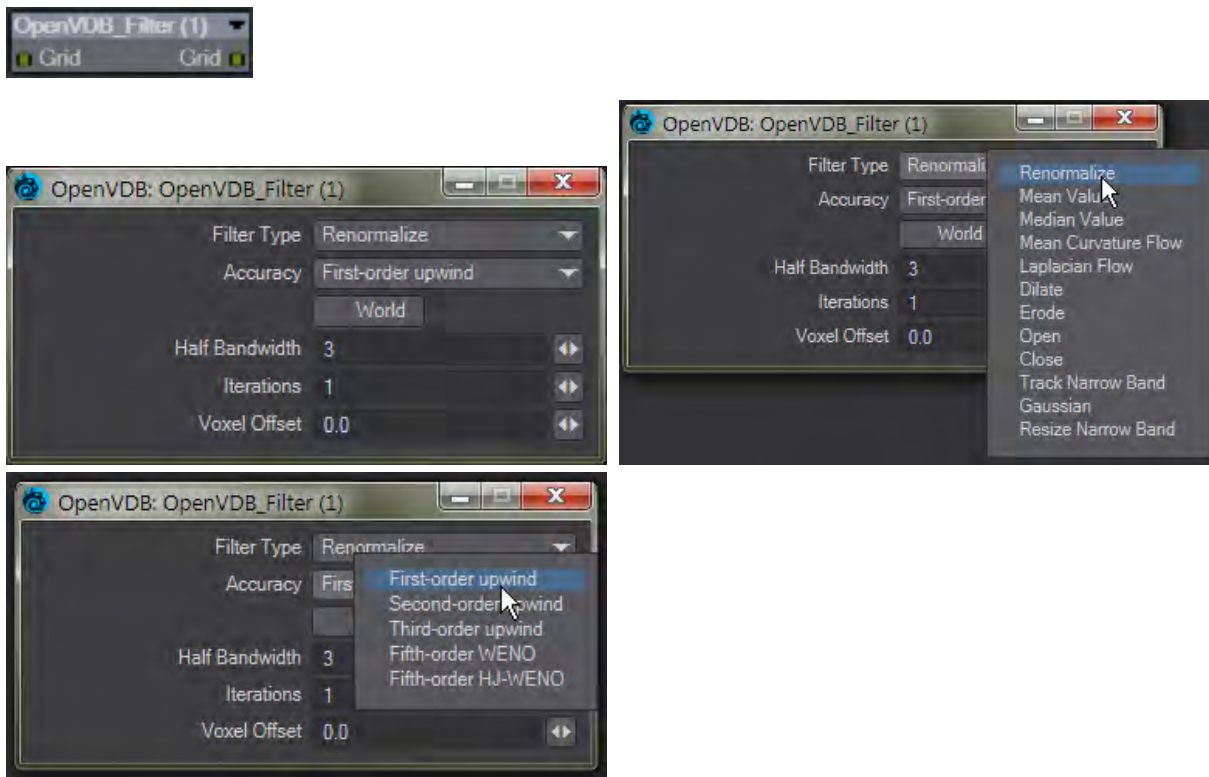 OpenVDB_Filter (1)
Grid Grid
OpenVDB: OpenVDB_Filter (1)
Filter Type Renormalize
Accuracy First-order upwind
World
Half Bandwidth 3
Iterations 1
Voxel Offset 0.0
OpenVDB: OpenVDB_Filter (1)
Filter Type Renormali
Accuracy First-order
World
Half Bandwidth 3
Iterations 1
Voxel Offset 0.0
Renormalize
Mean Value
Median Value
Mean Curvature Flow
Laplacian Flow
Dilate
Erode
Open
Close
Track Narrow Band
Gaussian
Resize Narrow Band
OpenVDB: OpenVDB_Filter (1)
Filter Type Renormalize
Accuracy Firs
First-order upwind
Second-order upwind
Third-order upwind
Fifth-order WENO
Fifth-order HJ-WENO
Half Bandwidth 3
Iterations 1
Voxel Offset 0.0